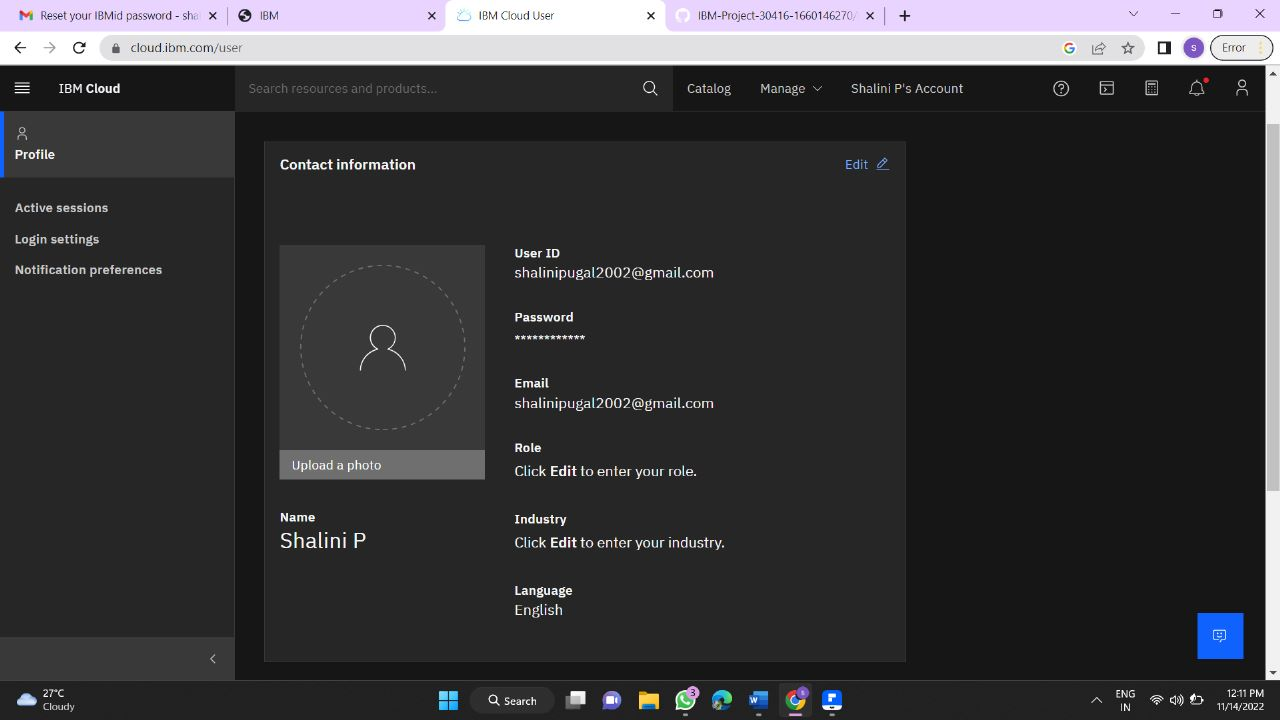 Reset your IBMid password - sha
IBM
IBM Cloud User
IBM-Project-30416-1660146270/
cloud.ibm.com/user
S
Error
IBM Cloud
Search resources and products...
Catalog
Manage
Shalini P's Account
Profile
Active sessions
Login settings
Notification preferences
Contact information
Edit
Upload a photo
Name
Shalini P
User ID
shalinipugal2002@gmail.com
Password
************
Email
shalinipugal2002@gmail.com
Role
Click Edit to enter your role.
Industry
Click Edit to enter your industry.
Language
English
27°C
Cloudy
Search
3
ENG
IN
12:11 PM
11/14/2022